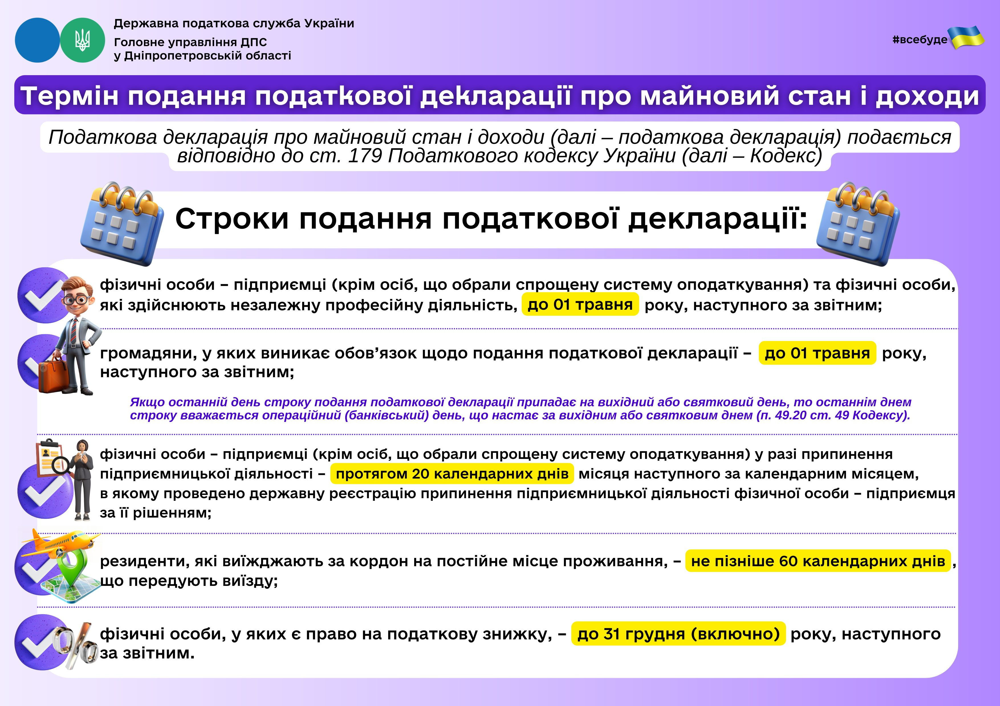 Державна податкова служба України
Головне управління ДПС
у Дніпропетровській області
#всебуде
Термін подання податкової декларації про майновий стан і доходи
Податкова декларація про майновий стан і доходи (далі – податкова декларація) подається
відповідно до ст. 179 Податкового кодексу України (далі – Кодекс)
Строки подання податкової декларації:
фізичні особи – підприємці (крім осіб, що обрали спрощену систему оподаткування) та фізичні особи,
які здійснюють незалежну професійну діяльність, до 01 травня року, наступного за звітним;
громадяни, у яких виникає обов’язок щодо подання податкової декларації – до 01 травня року,
наступного за звітним;
Якщо останній день строку подання податкової декларації припадає на вихідний або святковий день, то останнім днем
строку вважається операційний (банківський) день, що настає за вихідним або святковим днем (п. 49.20 ст. 49 Кодексу).
фізичні особи – підприємці (крім осіб, що обрали спрощену систему оподаткування) у разі припинення
підприємницької діяльності – протягом 20 календарних днів місяця наступного за календарним місяцем,
в якому проведено державну реєстрацію припинення підприємницької діяльності фізичної особи – підприємця
за її рішенням;
резиденти, які виїжджають за кордон на постійне місце проживання, – не пізніше 60 календарних днів,
що передують виїзду;
фізичні особи, у яких є право на податкову знижку, – до 31 грудня (включно) року, наступного
за звітним.